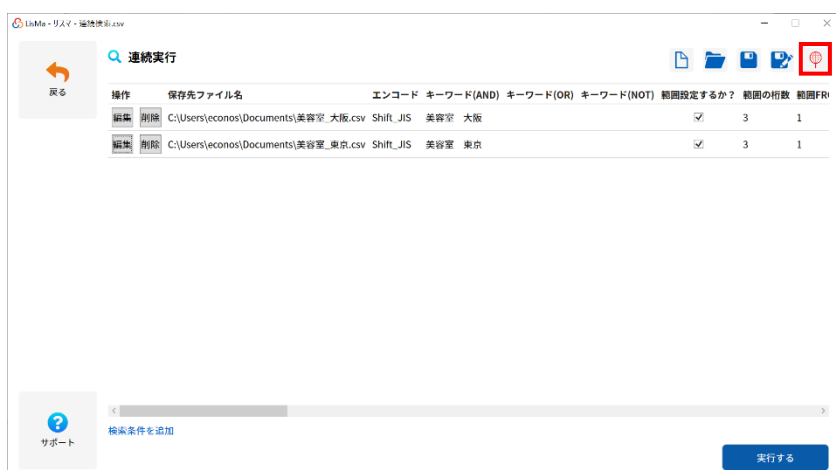 LisMa - リスマ - 連続検索.csv
戻る
連続実行
操作 保存先ファイル名 エンコード キーワード(AND) キーワード(OR) キーワード(NOT) 範囲設定するか？ 範囲の桁数 範囲FR
編集 削除 C:\Users\econos\Documents\美容室_大阪.csv Shift_JIS 美容室 大阪 3 1
編集 削除 C:\Users\econos\Documents\美容室_東京.csv Shift_JIS 美容室 東京 3 1
検索条件を追加
サポート
実行する